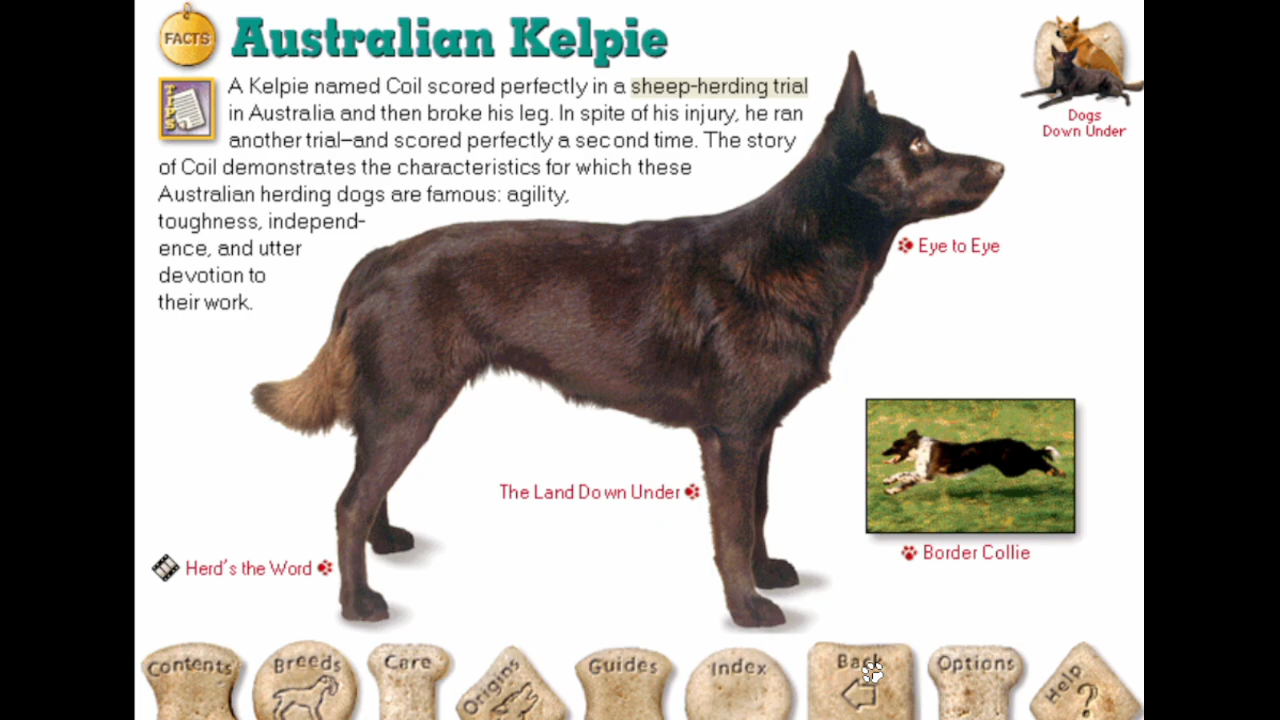 FACTS
Australian Kelpie
TIPS
A Kelpie named Coil scored perfectly in a sheep-herding trial
in Australia and then broke his leg. In spite of his injury, he ran
another trial–and scored perfectly a second time. The story
of Coil demonstrates the characteristics for which these
Australian herding dogs are famous: agility,
toughness, independ-
ence, and utter
devotion to
their work.
Dogs
Down Under
Eye to Eye
The Land Down Under
Border Collie
Herd's the Word
Contents
Breeds
Care
Origins
Guides
Index
Back
Options
Help
?